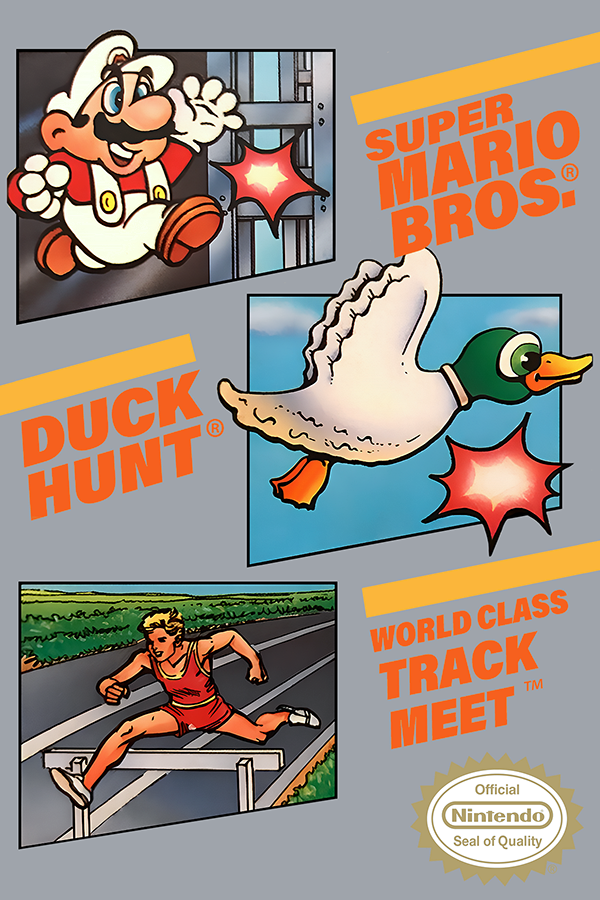 SUPER
MARIO
BROS.®
DUCK
HUNT®
WORLD CLASS
TRACK
MEET™
Official
Nintendo®
Seal of Quality